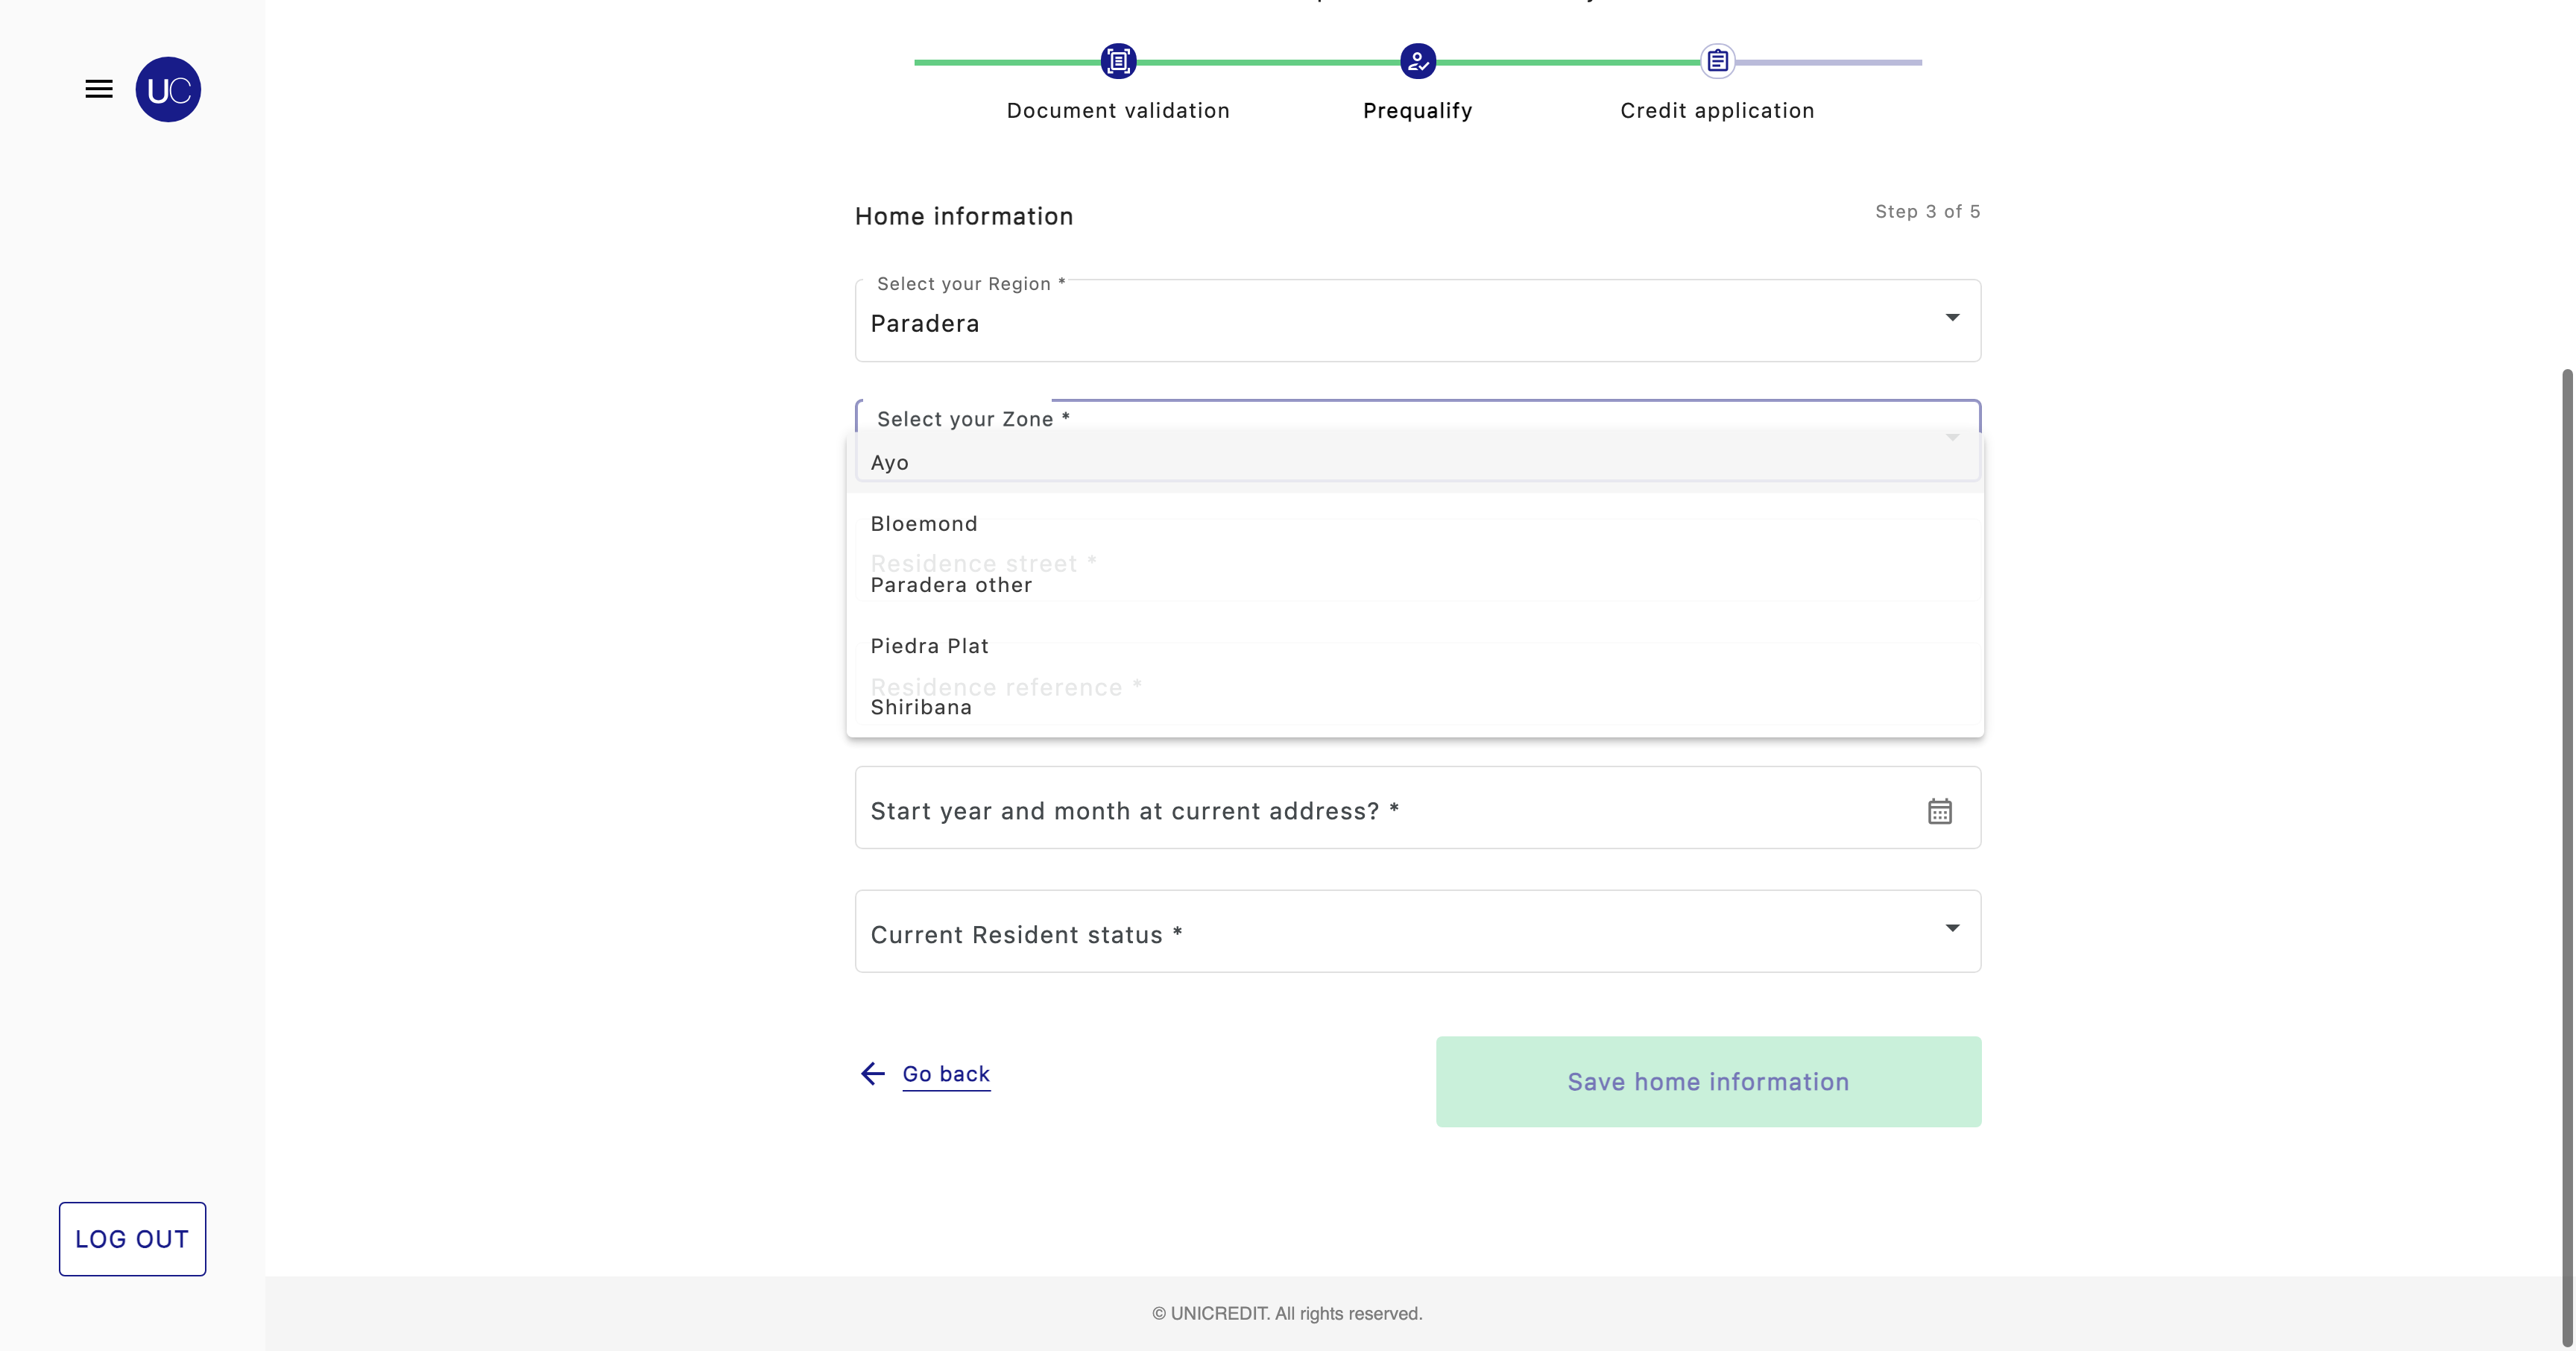 UC
Document validation
Prequalify
Credit application
Home information
Step 3 of 5
Select your Region *
Paradera
Select your Zone *
Ayo
Bloemond
Residence street *
Paradera other
Piedra Plat
Residence reference *
Shiribana
Start year and month at current address? *
Current Resident status *
Go back
Save home information
LOG OUT
© UNICREDIT. All rights reserved.